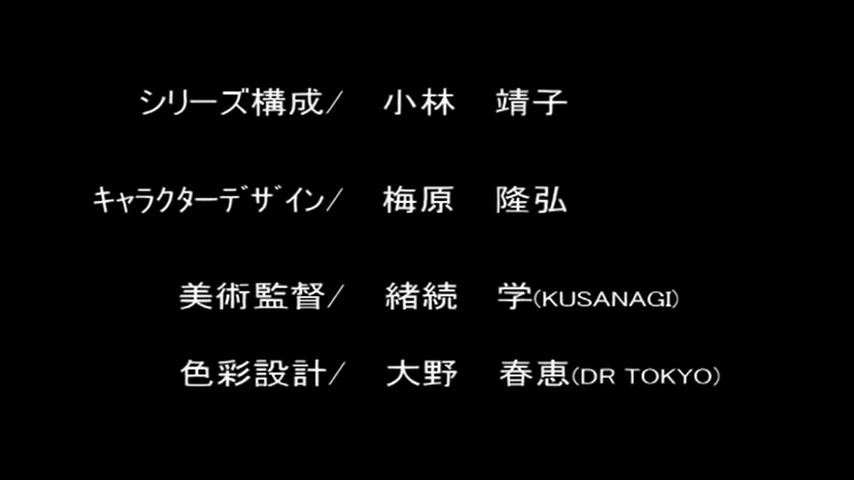 シリーズ構成/ 小林 靖子
キャラクターデザイン/ 梅原 隆弘
美術監督/ 緒続 学(KUSANAGI)
色彩設計/ 大野 春恵(DR TOKYO)